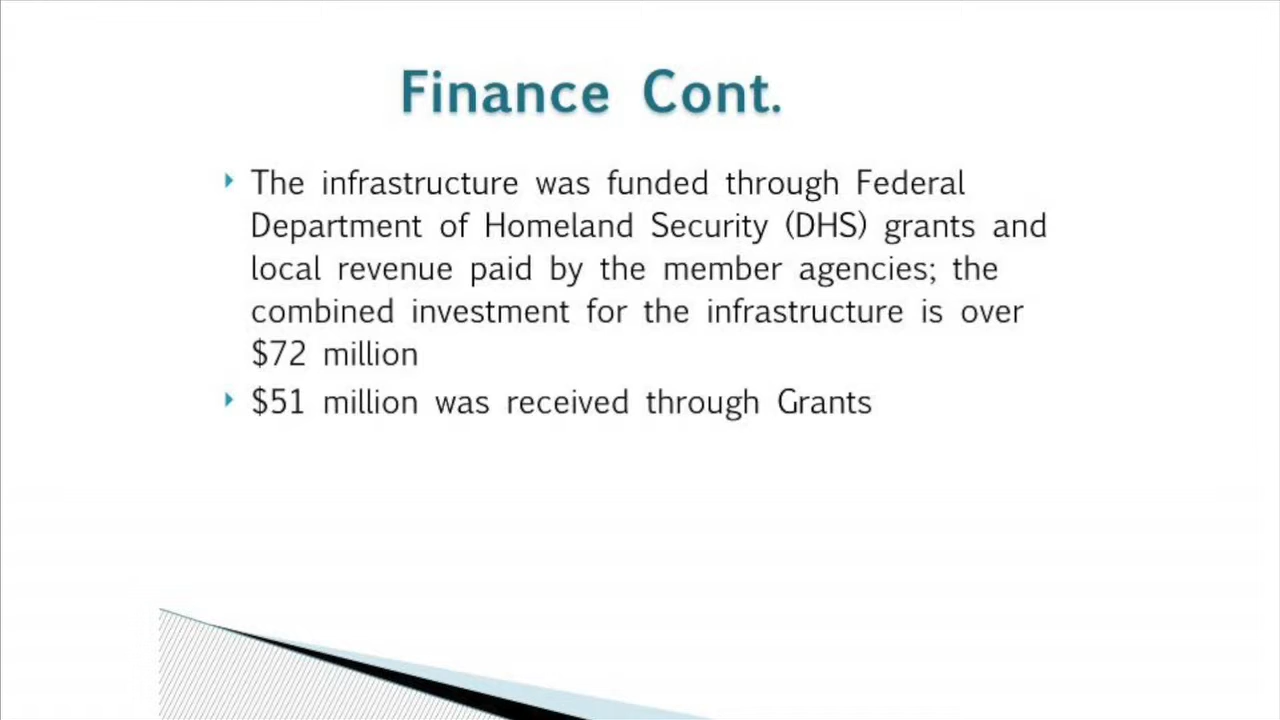 Finance Cont.
The infrastructure was funded through Federal
Department of Homeland Security (DHS) grants and
local revenue paid by the member agencies; the
combined investment for the infrastructure is over
$72 million
$51 million was received through Grants